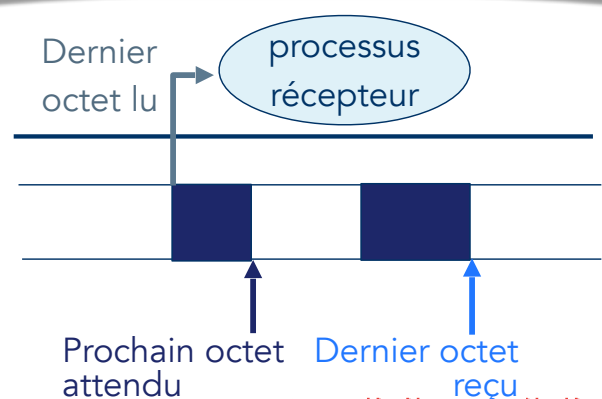 Dernier
octet lu
processus
récepteur
Prochain octet
attendu
Dernier octet
reçu